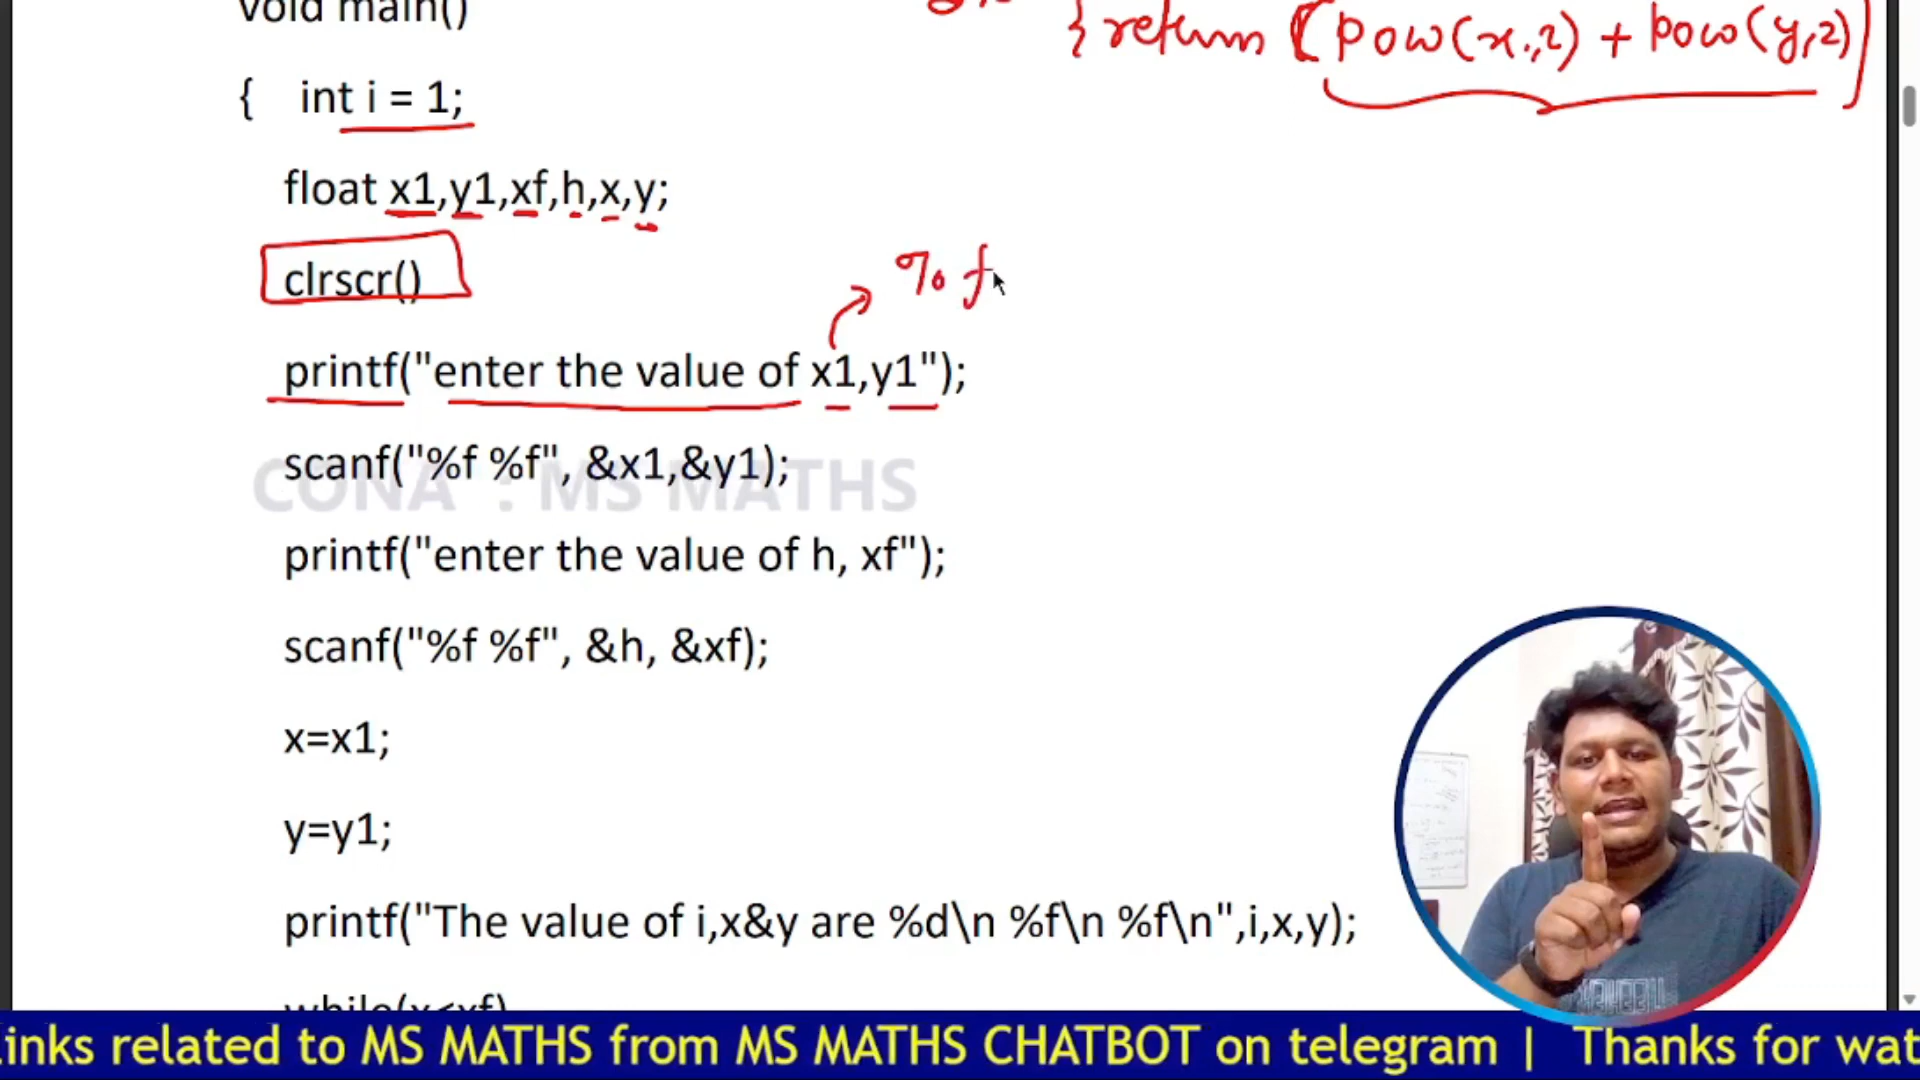 void main()
{ return (pow(x,2) + pow(y,2)
{ int i = 1;
float x1,y1,xf,h,x,y;
clrscr()
% f
printf("enter the value of x1,y1");
scanf("%f %f", &x1,&y1);
CONA : MS MATHS
printf("enter the value of h, xf");
scanf("%f %f", &h, &xf);
x=x1;
y=y1;
printf("The value of i,x&y are %d\n %f\n %f\n",i,x,y);
while(x<xf)
inks related to MS MATHS from MS MATHS CHATBOT on telegram | Thanks for wat